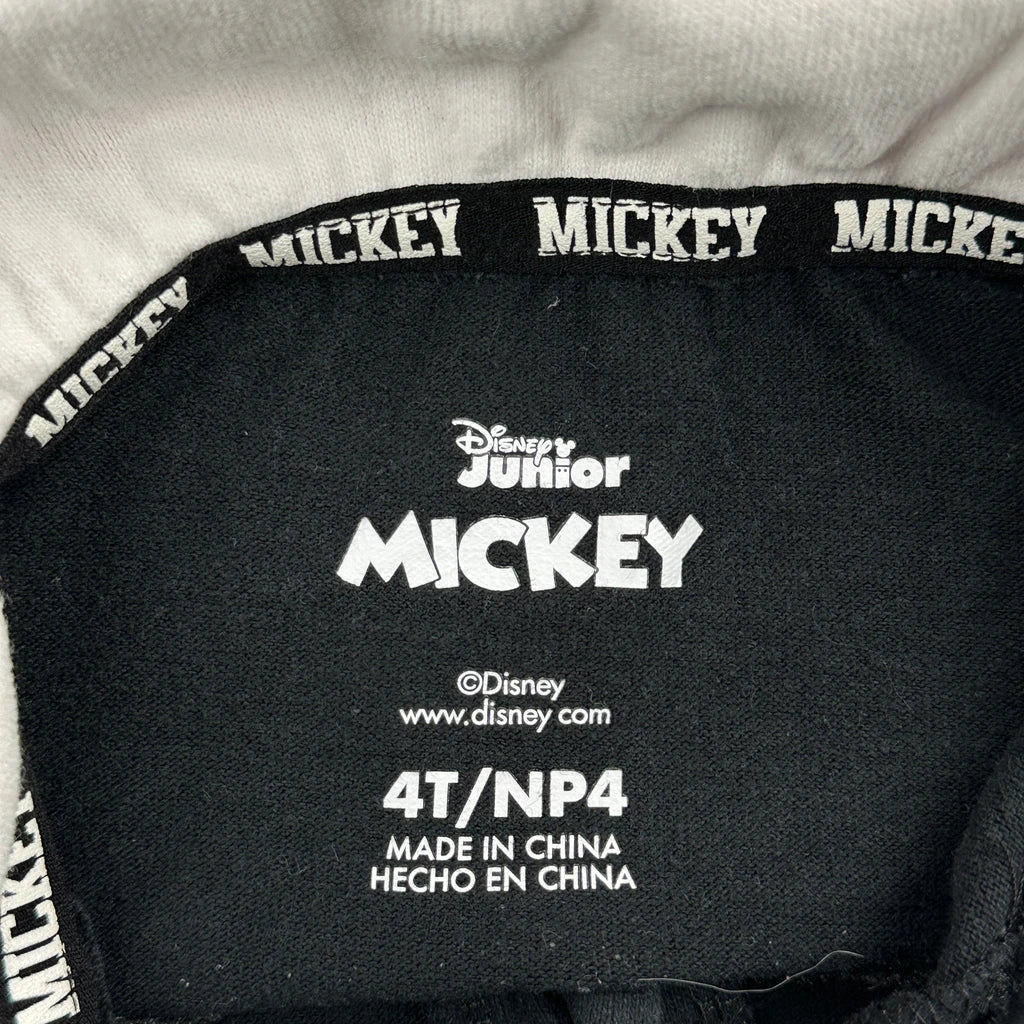 MICKEY
MICKEY
MICKEY
MICKE
Disney
Junior
MICKEY
©Disney
www.disney com
4T/NP4
MADE IN CHINA
HECHO EN CHINA
MICKEY